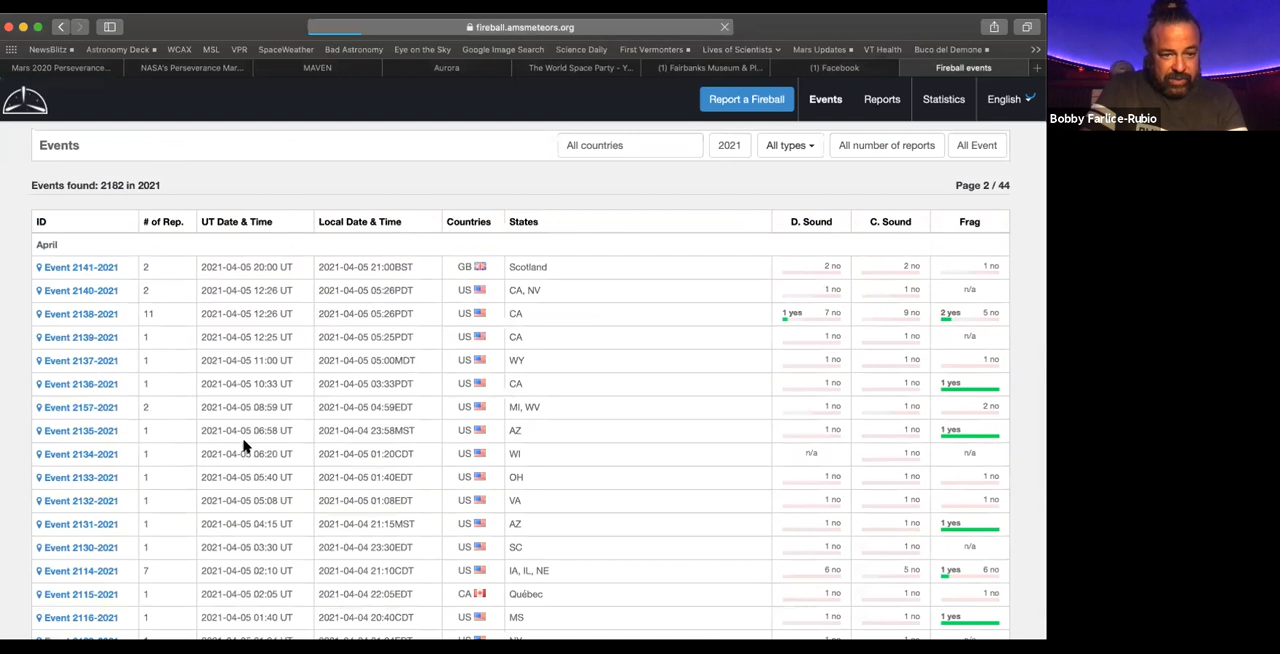 fireball.amsmeteors.org
NewsBlitz Astronomy Deck WCAX MSL VPR SpaceWeather Bad Astronomy Eye on the Sky Google Image Search Science Daily First Vermonters Lives of Scientists Mars Updates VT Health Buco del Demone
Mars 2020 Perseverance... NASA's Perseverance Mar... MAVEN Aurora The World Space Party - Y... (1) Fairbanks Museum & Pl... (1) Facebook Fireball events
Report a Fireball Events Reports Statistics English
Bobby Farlice-Rubio
Events All countries 2021 All types All number of reports All Event
Events found: 2182 in 2021 Page 2 / 44
ID # of Rep. UT Date & Time Local Date & Time Countries States D. Sound C. Sound Frag
April
Event 2141-2021 2 2021-04-05 20:00 UT 2021-04-05 21:00BST GB Scotland 2 no 2 no 1 no
Event 2140-2021 2 2021-04-05 12:26 UT 2021-04-05 05:26PDT US CA, NV 1 no 1 no n/a
Event 2138-2021 11 2021-04-05 12:26 UT 2021-04-05 05:26PDT US CA 1 yes 7 no 9 no 2 yes 5 no
Event 2139-2021 1 2021-04-05 12:25 UT 2021-04-05 05:25PDT US CA 1 no 1 no n/a
Event 2137-2021 1 2021-04-05 11:00 UT 2021-04-05 05:00MDT US WY 1 no 1 no 1 no
Event 2136-2021 1 2021-04-05 10:33 UT 2021-04-05 03:33PDT US CA 1 no 1 no 1 yes
Event 2157-2021 2 2021-04-05 08:59 UT 2021-04-05 04:59EDT US MI, WV 1 no 1 no 2 no
Event 2135-2021 1 2021-04-05 06:58 UT 2021-04-04 23:58MST US AZ 1 no 1 no 1 yes
Event 2134-2021 1 2021-04-05 06:20 UT 2021-04-05 01:20CDT US WI n/a 1 no n/a
Event 2133-2021 1 2021-04-05 05:40 UT 2021-04-05 01:40EDT US OH 1 no 1 no 1 no
Event 2132-2021 1 2021-04-05 05:08 UT 2021-04-05 01:08EDT US VA 1 no 1 no 1 no
Event 2131-2021 1 2021-04-05 04:15 UT 2021-04-04 21:15MST US AZ 1 no 1 no 1 yes
Event 2130-2021 1 2021-04-05 03:30 UT 2021-04-04 23:30EDT US SC 1 no 1 no n/a
Event 2114-2021 7 2021-04-05 02:10 UT 2021-04-04 21:10CDT US IA, IL, NE 6 no 5 no 1 yes 6 no
Event 2115-2021 1 2021-04-05 02:05 UT 2021-04-04 22:05EDT CA Québec 1 no 1 no 1 no
Event 2116-2021 1 2021-04-05 01:40 UT 2021-04-04 20:40CDT US MS 1 no 1 no 1 yes